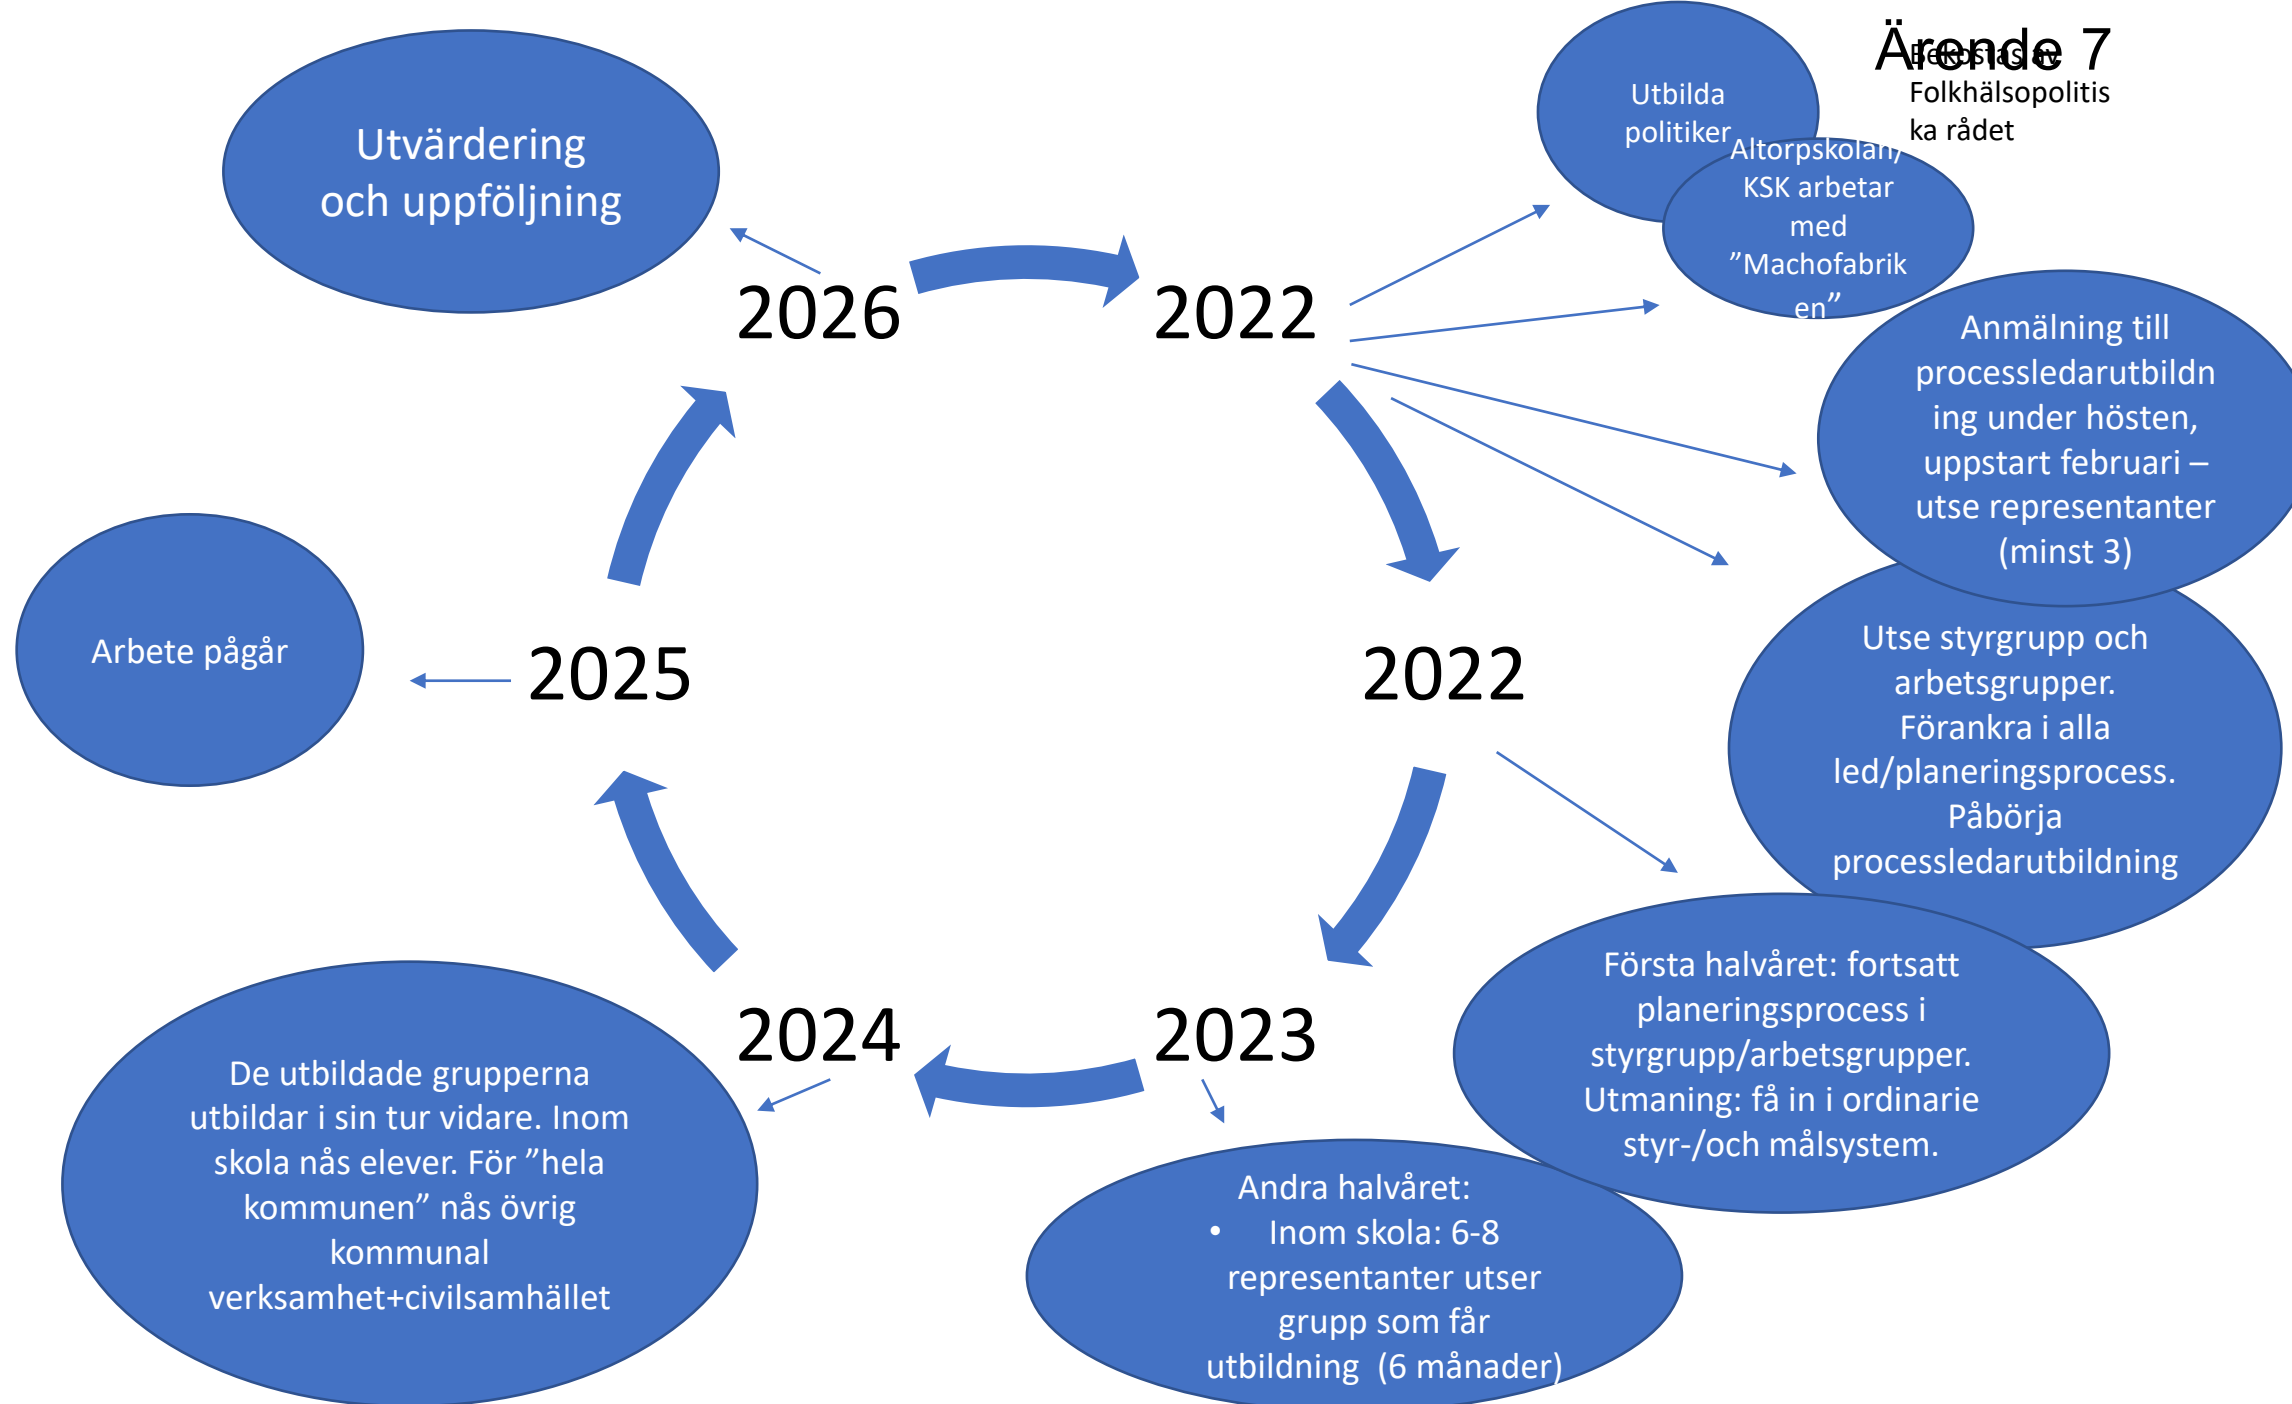 Ärende 7
Bekostas av
Folkhälsopolitis
ka rådet
Utbilda
politiker
Altorpskolan/
KSK arbetar
med
”Machofabrik
en”
Anmälning till
processledarutbildn
ing under hösten,
uppstart februari –
utse representanter
(minst 3)
Utse styrgrupp och
arbetsgrupper.
Förankra i alla
led/planeringsprocess.
Påbörja
processledarutbildning
Första halvåret: fortsatt
planeringsprocess i
styrgrupp/arbetsgrupper.
Utmaning: få in i ordinarie
styr-/och målsystem.
Andra halvåret:
• Inom skola: 6-8
representanter utser
grupp som får
utbildning (6 månader)
De utbildade grupperna
utbildar i sin tur vidare. Inom
skola nås elever. För ”hela
kommunen” nås övrig
kommunal
verksamhet+civilsamhället
Arbete pågår
Utvärdering
och uppföljning
2022
2022
2023
2024
2025
2026